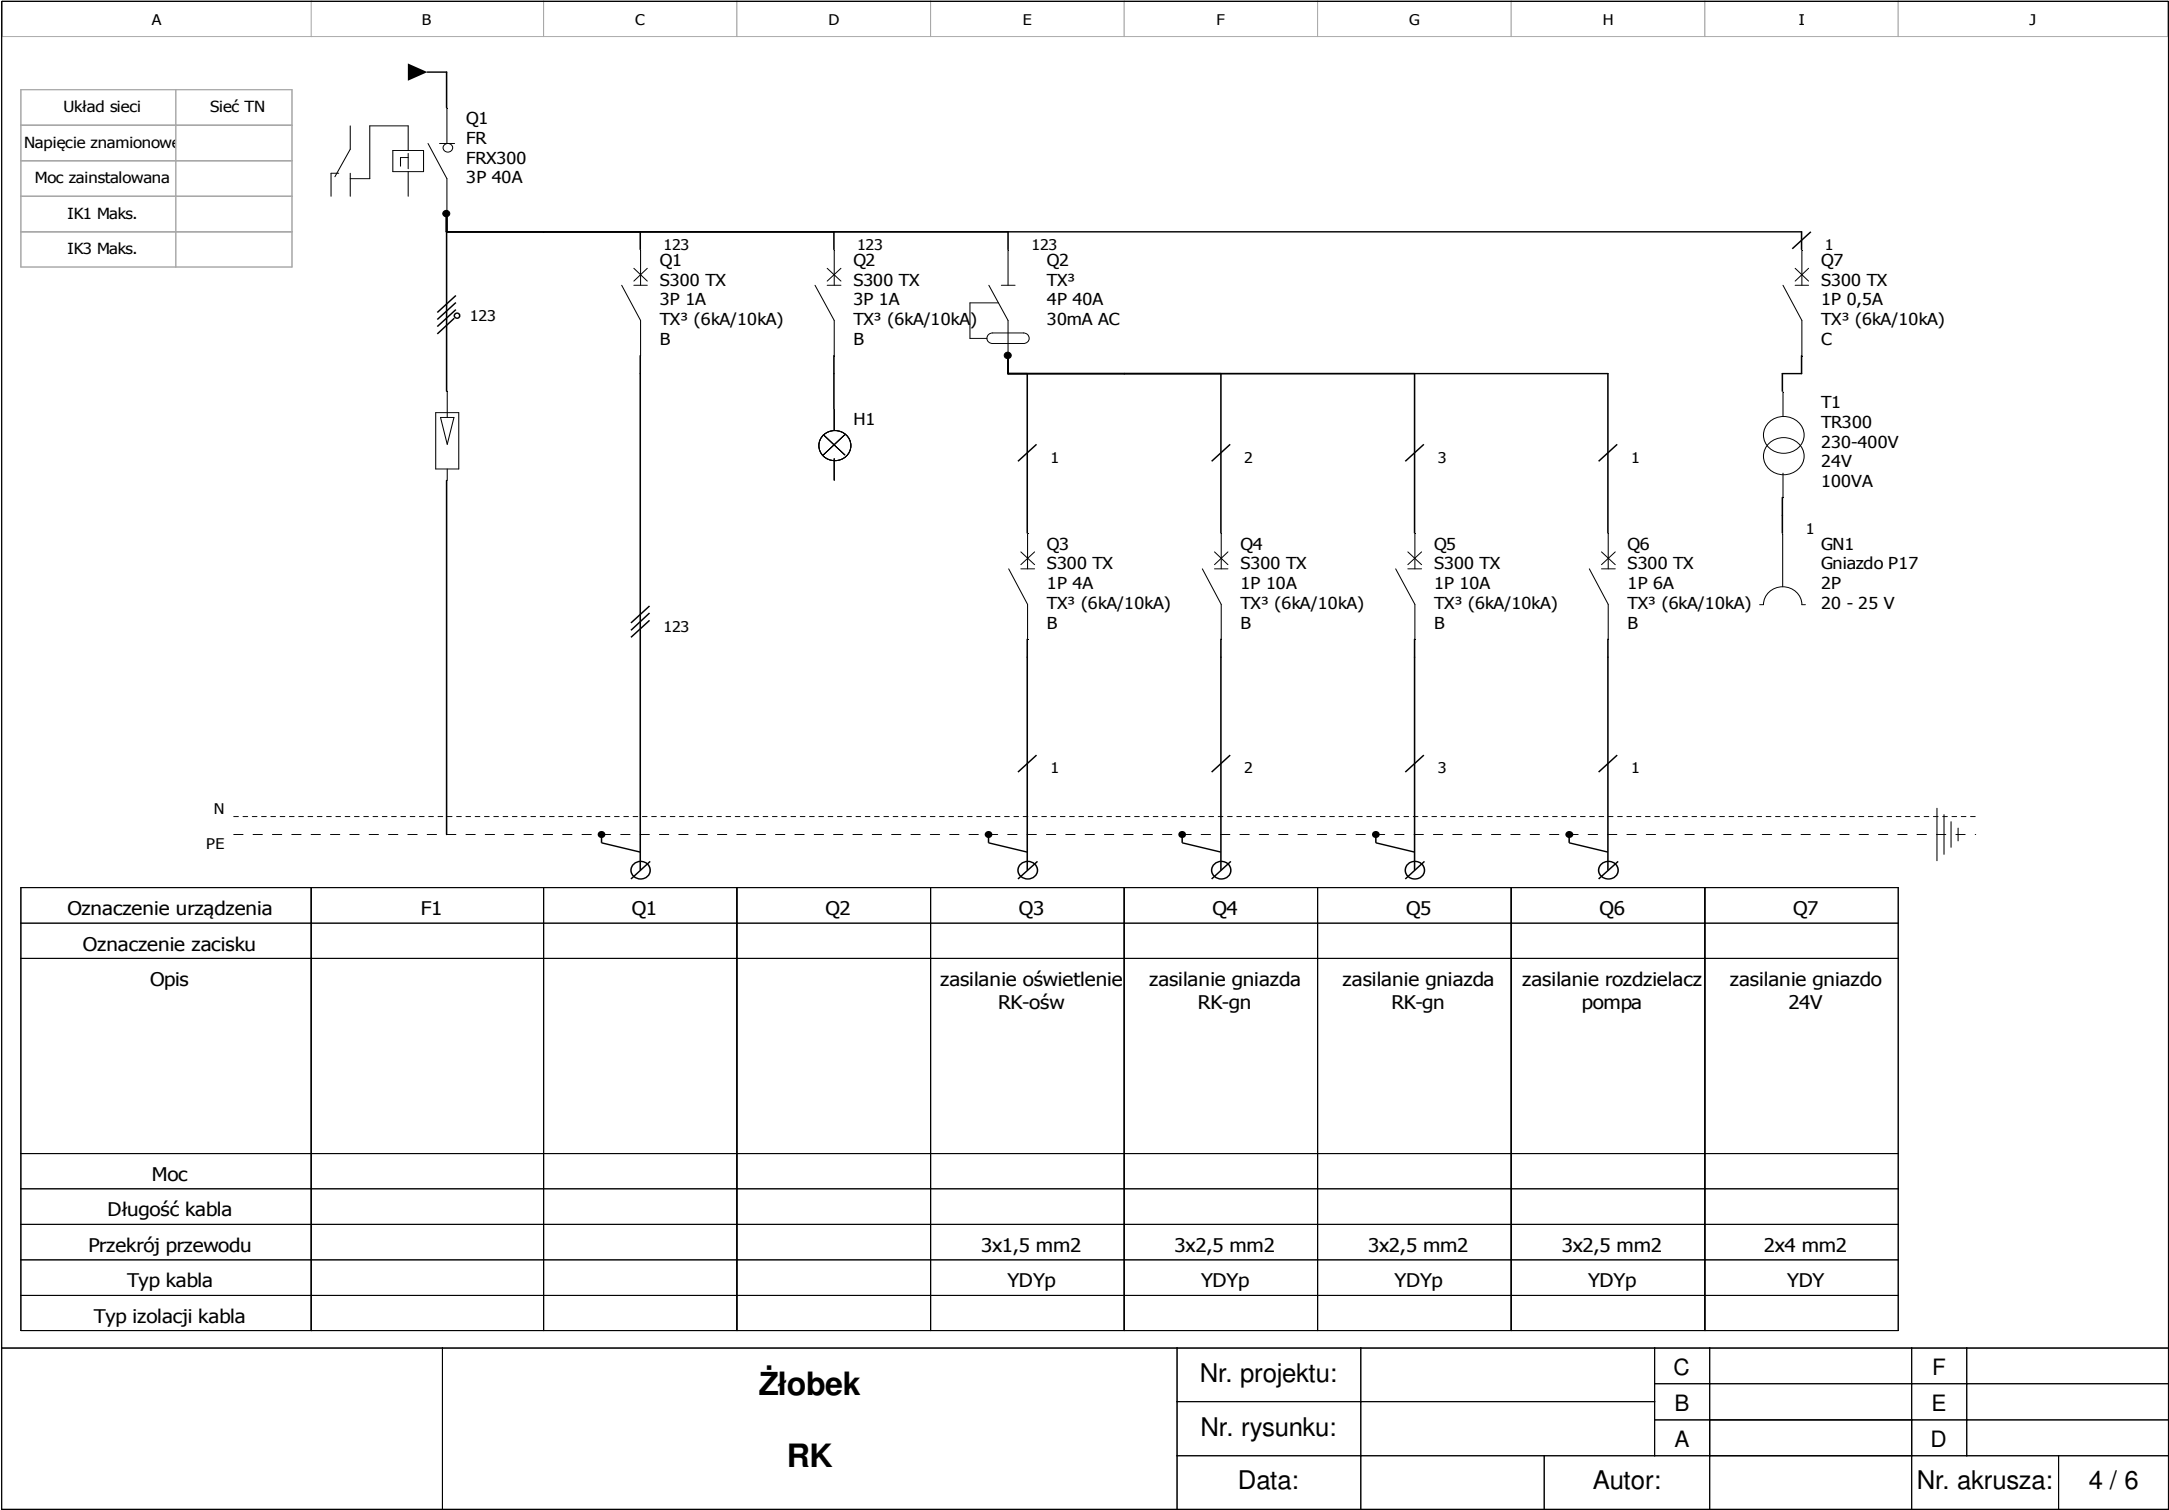 A B C D E F G H I J
Układ sieci Sieć TN
Napięcie znamionowe
Moc zainstalowana
IK1 Maks.
IK3 Maks.
Q1
FR
FRX300
3P 40A
123
123
Q1
S300 TX
3P 1A
TX³ (6kA/10kA)
B
123
123
Q2
S300 TX
3P 1A
TX³ (6kA/10kA)
B
H1
123
Q2
TX³
4P 40A
30mA AC
1
Q7
S300 TX
1P 0,5A
TX³ (6kA/10kA)
C
T1
TR300
230-400V
24V
100VA
1
GN1
Gniazdo P17
2P
20 - 25 V
1
Q3
S300 TX
1P 4A
TX³ (6kA/10kA)
B
1
2
Q4
S300 TX
1P 10A
TX³ (6kA/10kA)
B
2
3
Q5
S300 TX
1P 10A
TX³ (6kA/10kA)
B
3
1
Q6
S300 TX
1P 6A
TX³ (6kA/10kA)
B
1
N
PE
Oznaczenie urządzenia F1 Q1 Q2 Q3 Q4 Q5 Q6 Q7
Oznaczenie zacisku
Opis zasilanie oświetlenie zasilanie gniazda zasilanie gniazda zasilanie rozdzielacz zasilanie gniazdo
RK-ośw RK-gn RK-gn pompa 24V
Moc
Długość kabla
Przekrój przewodu 3x1,5 mm2 3x2,5 mm2 3x2,5 mm2 3x2,5 mm2 2x4 mm2
Typ kabla YDYp YDYp YDYp YDYp YDY
Typ izolacji kabla
Żłobek
RK
Nr. projektu: C F
B E
Nr. rysunku: A D
Data: Autor: Nr. akrusza: 4 / 6